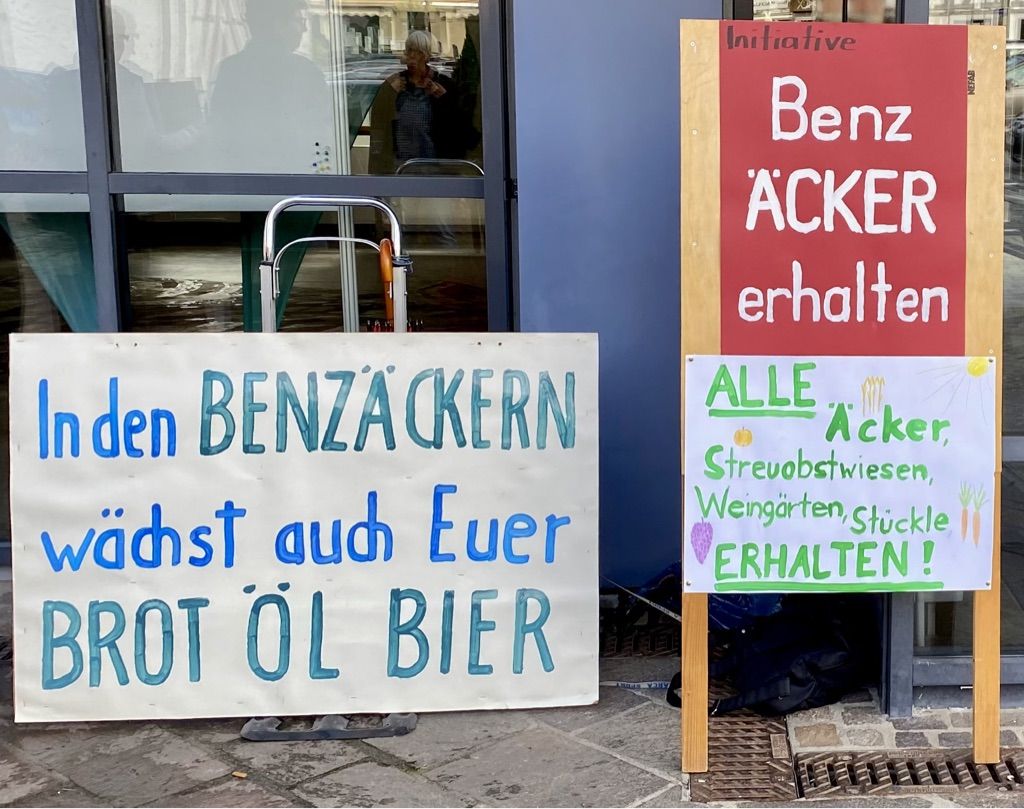 In den BENZÄCKERN
wächst auch Euer
BROT ÖL BIER
Initiative
Benz
ÄCKER
erhalten
NEFAB
ALLE
Äcker,
Streuobstwiesen,
Weingärten, Stückle
ERHALTEN!